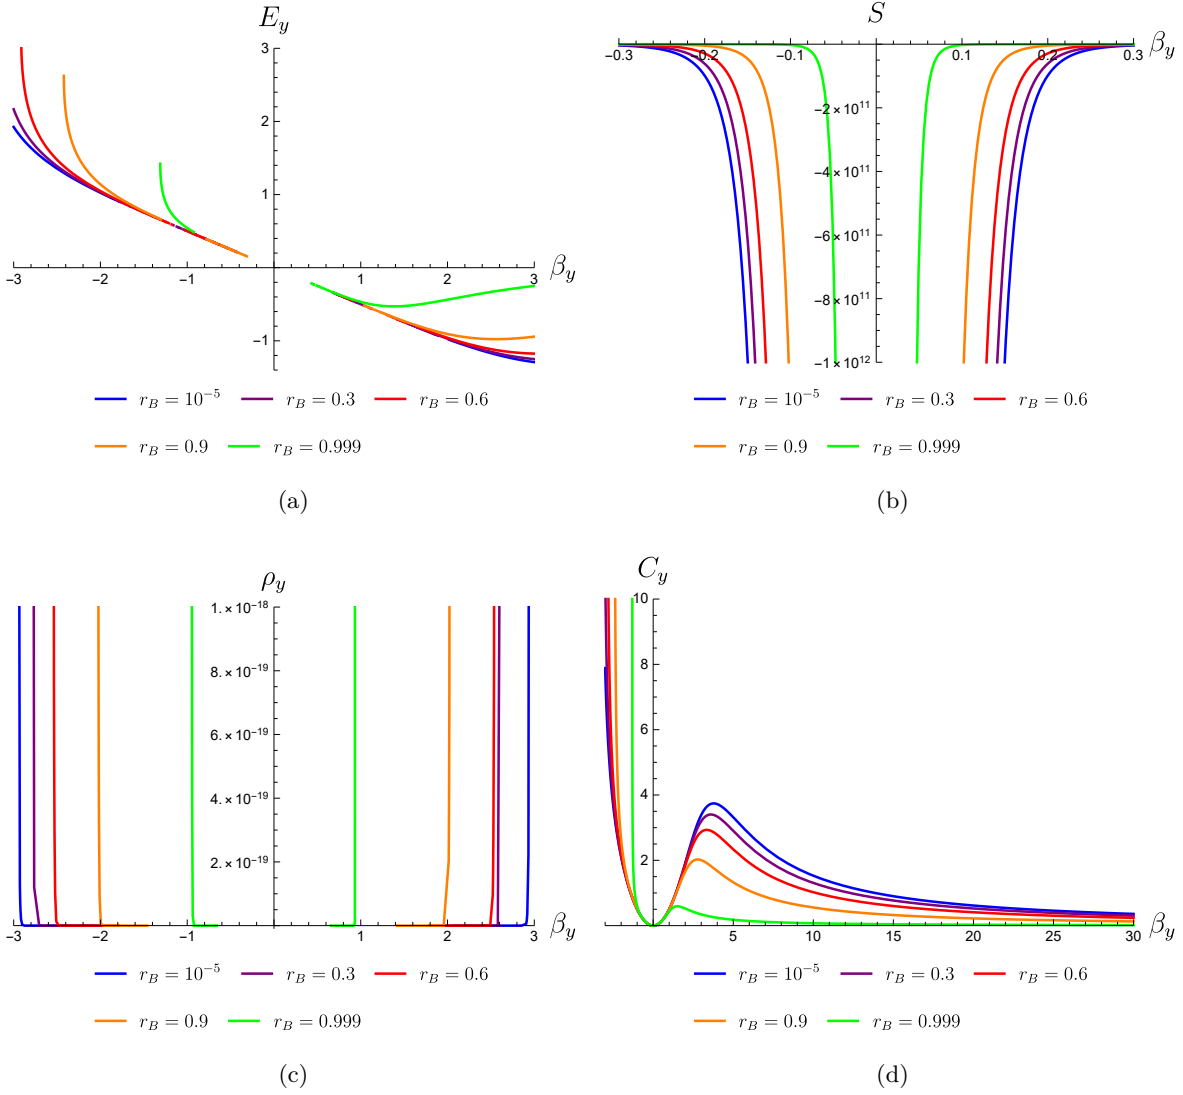 E_y
3
2
1
−3 −2 −1 1 2 3 β_y
−1
r_B = 10^{-5} r_B = 0.3 r_B = 0.6
r_B = 0.9 r_B = 0.999
(a)
S
−0.3 −0.2 −0.1 0.1 0.2 0.3 β_y
−2×10^{11}
−4×10^{11}
−6×10^{11}
−8×10^{11}
−1×10^{12}
r_B = 10^{-5} r_B = 0.3 r_B = 0.6
r_B = 0.9 r_B = 0.999
(b)
ρ_y
1.×10^{-18}
8.×10^{-19}
6.×10^{-19}
4.×10^{-19}
2.×10^{-19}
−3 −2 −1 1 2 3 β_y
r_B = 10^{-5} r_B = 0.3 r_B = 0.6
r_B = 0.9 r_B = 0.999
(c)
C_y
10
8
6
4
2
5 10 15 20 25 30 β_y
r_B = 10^{-5} r_B = 0.3 r_B = 0.6
r_B = 0.9 r_B = 0.999
(d)